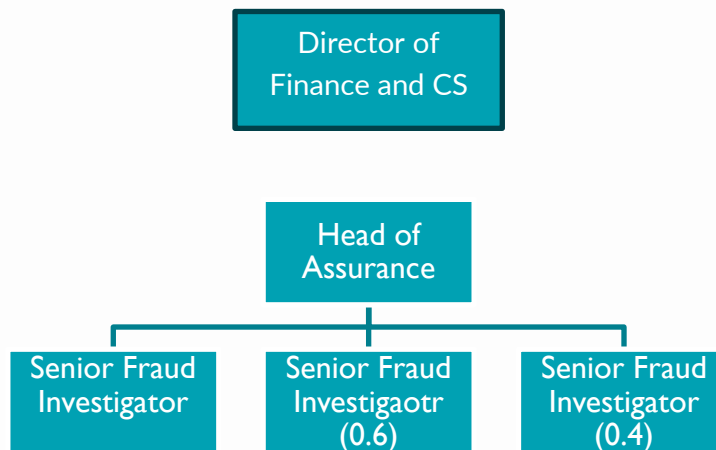 Director of
Finance and CS
Head of
Assurance
Senior Fraud
Investigator
Senior Fraud
Investigaotr
(0.6)
Senior Fraud
Investigator
(0.4)